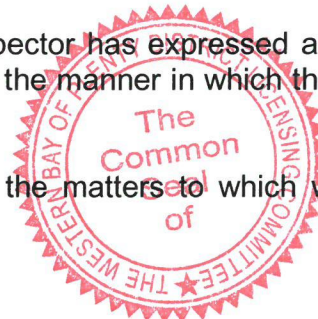 pector has expressed a
the manner in which th
the matters to which w
THE WESTERN BAY OF PLENTY DISTRICT LICENSING COMMITTEE
The
Common
Seal
of